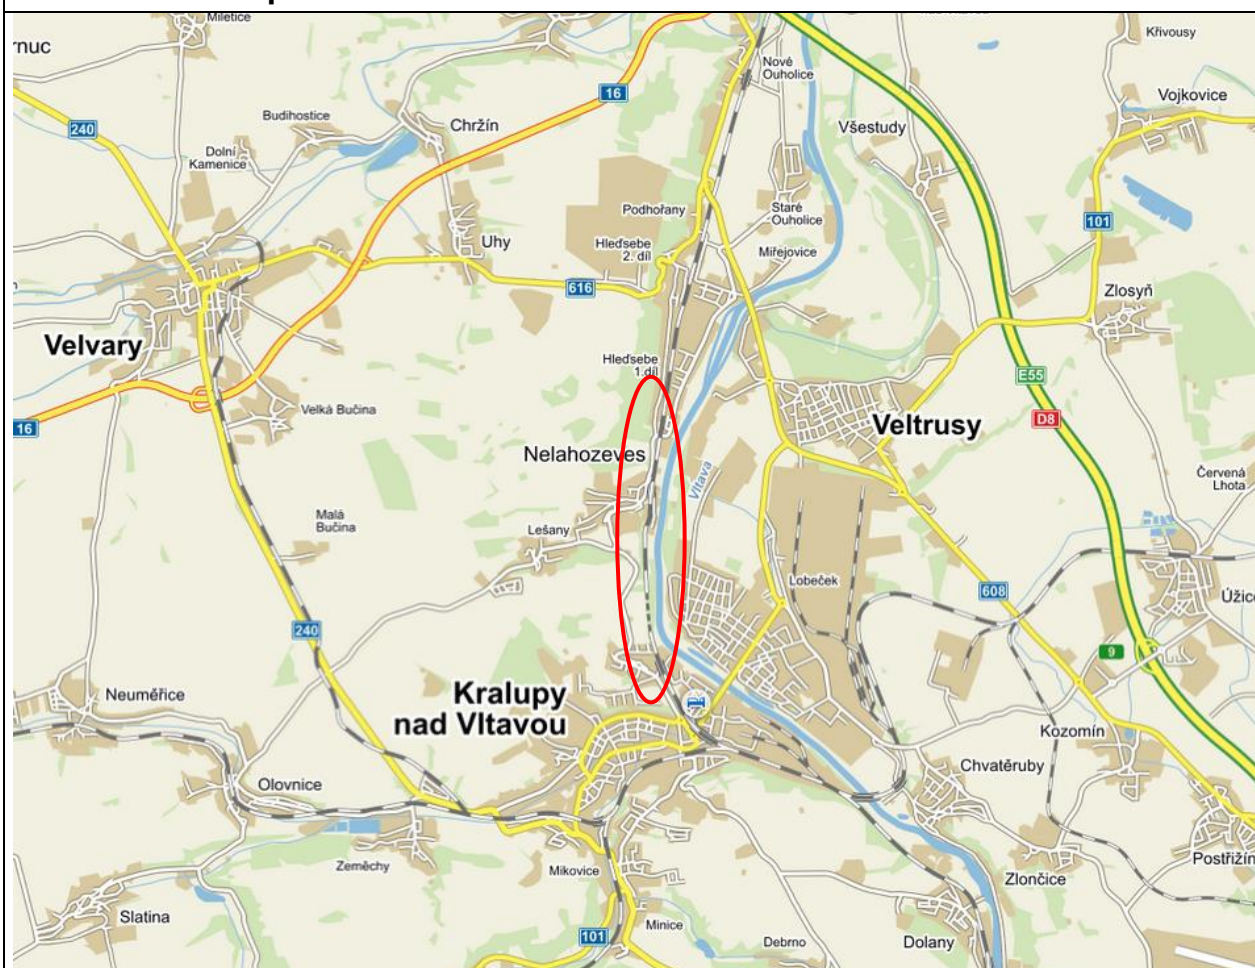 Miletice
rnuc
Křivousy
Nové
Ouholice
16
Vojkovice
240
Budihostice
Chržín
Všestudy
Dolní
Kamenice
Podhořany
Staré
Ouholice
101
Uhy
Hleďsebe
2. díl
Miřejovice
616
Zlosyň
Velvary
Hleďsebe
1.díl
E55
Velká Bučina
Veltrusy
D8
16
Nelahozeves
Vltava
Červená
Lhota
Malá
Bučina
Lešany
Lobeček
608
Úžic
240
9
Neuměřice
Kralupy
nad Vltavou
Kozomín
Chvatěruby
Olovnice
Zeměchy
Mikovice
Postřižín
Zlončice
Slatina
Minice
101
Debrno
Dolany